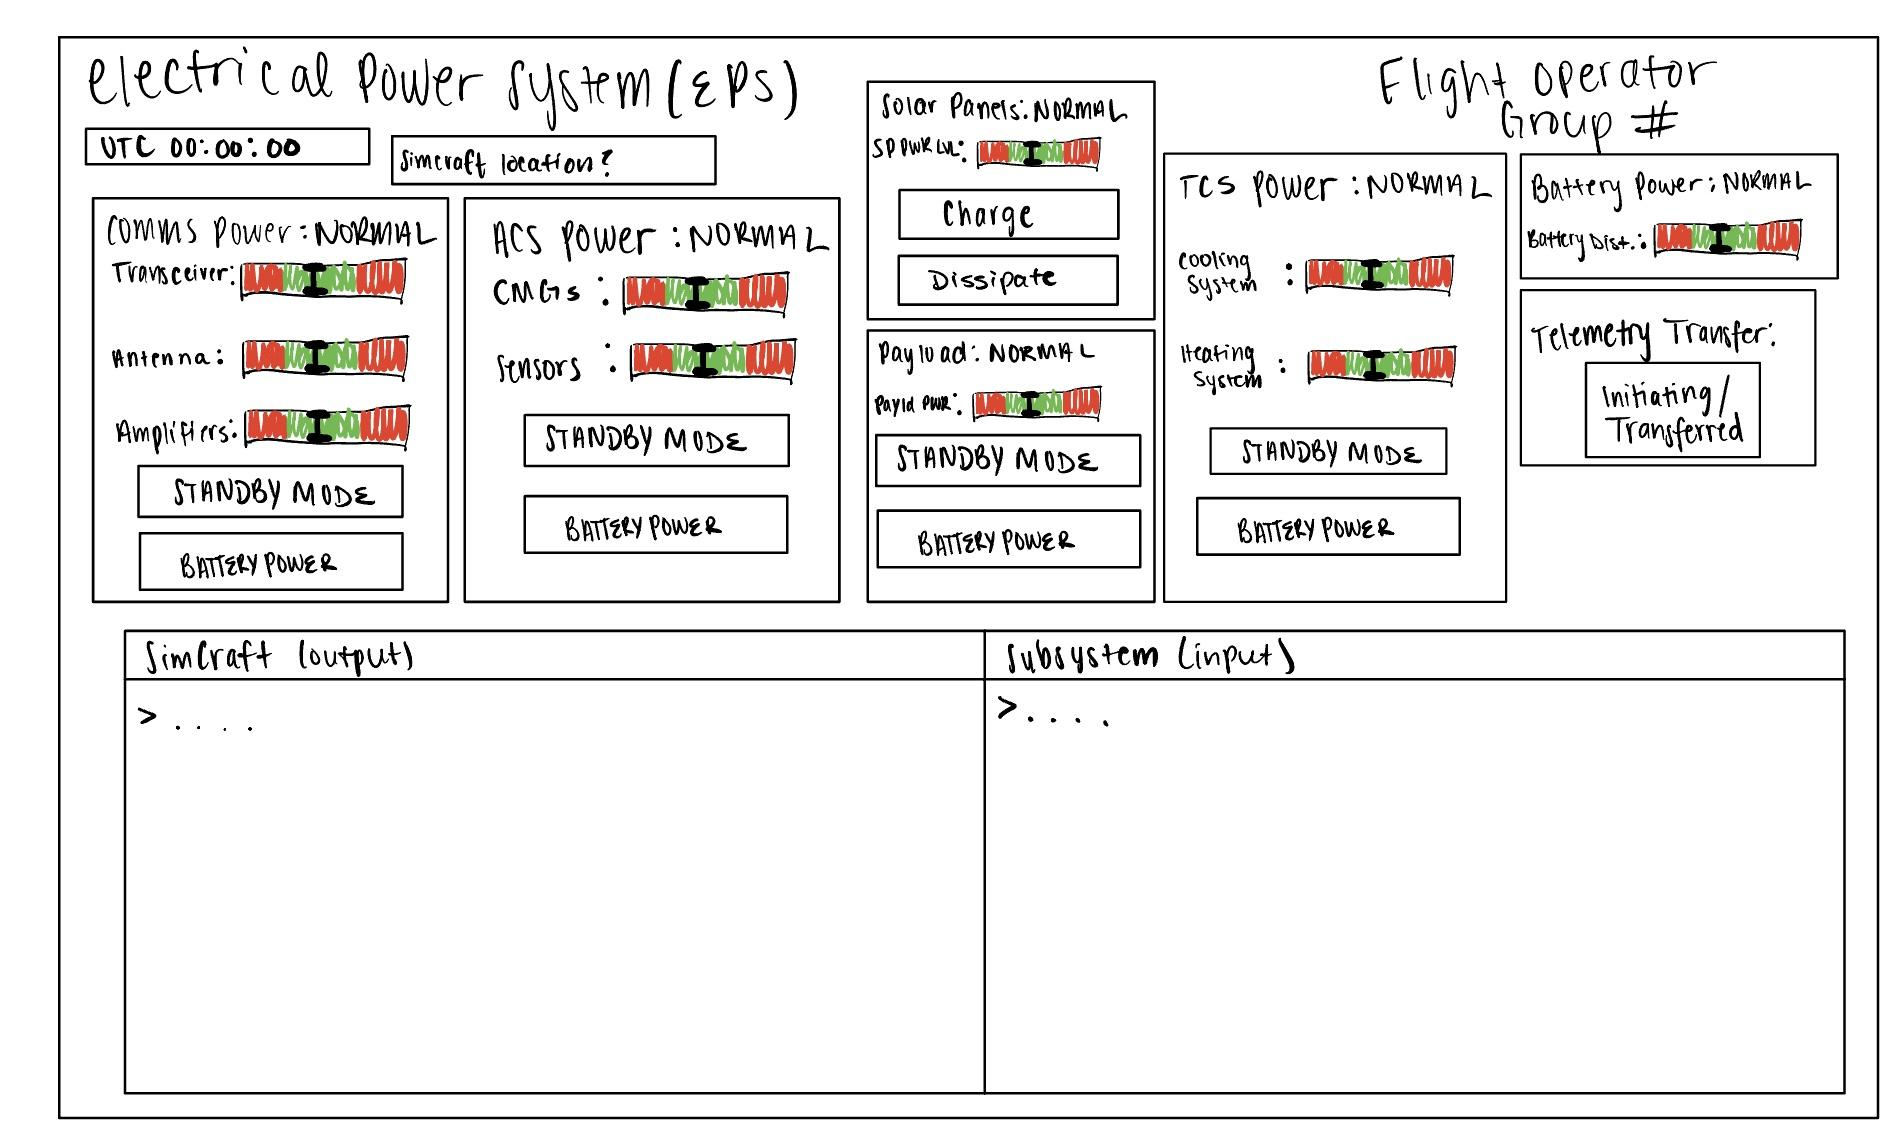 Electrical Power System (EPS)
Flight Operator
Group #
UTC 00:00:00
Simcraft location?
Comms Power: NORMAL
Transceiver:
Antenna:
Amplifiers:
STANDBY MODE
BATTERY POWER
ACS Power: NORMAL
CMGs :
Sensors :
STANDBY MODE
BATTERY POWER
Solar Panels: NORMAL
SP PWR LVL:
Charge
Dissipate
Payload: NORMAL
Payld PWR:
STANDBY MODE
BATTERY POWER
TCS Power : NORMAL
Cooling
System :
Heating
System :
STANDBY MODE
BATTERY POWER
Battery Power: NORMAL
Battery Dist.:
Telemetry Transfer:
Initiating/
Transferred
SimCraft (output)
> . . . .
Subsystem (input)
> . . . .